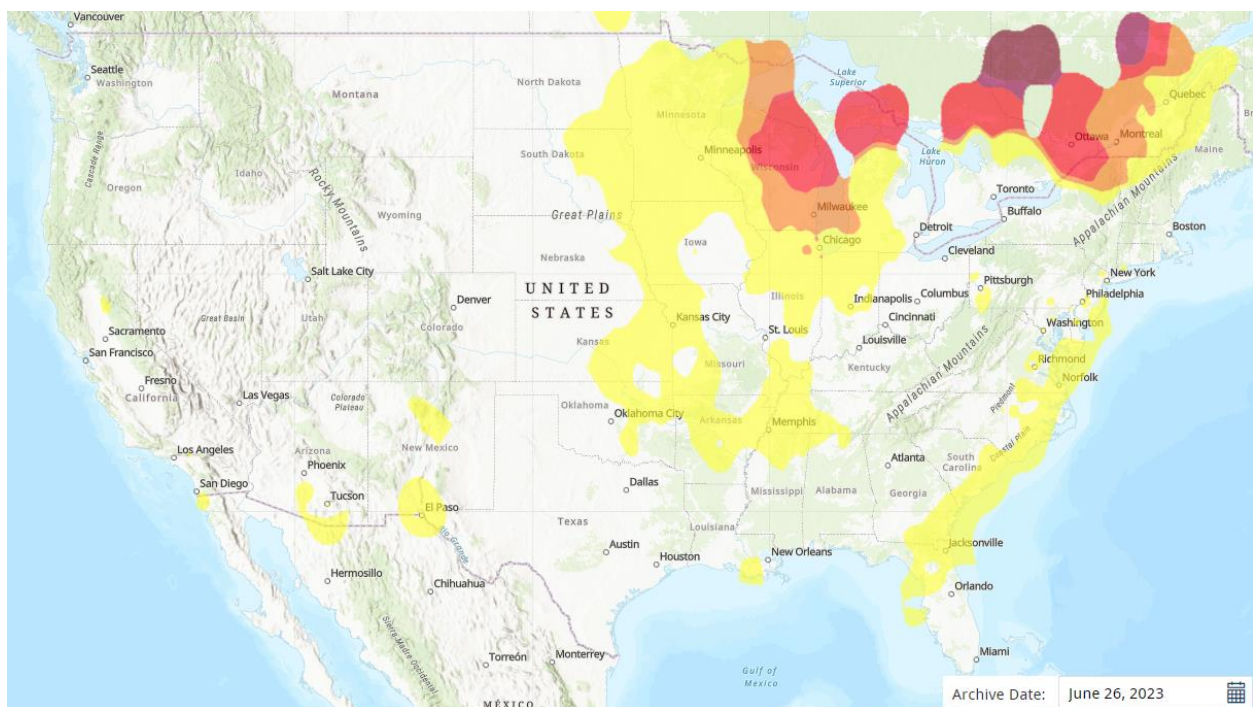 Vancouver
Seattle
Washington
Montana
North Dakota
Minnesota
Lake
Superior
Quebec
Ottawa
Montreal
Maine
Cascade Range
Oregon
Idaho
Rocky Mountains
Wyoming
South Dakota
Minneapolis
Wisconsin
Lake
Huron
Toronto
Buffalo
Appalachian Mountains
Boston
Great Plains
Milwaukee
Detroit
Iowa
Chicago
Cleveland
Nebraska
Salt Lake City
Great Basin
Utah
Denver
Colorado
UNITED
STATES
Illinois
Indianapolis
Columbus
Pittsburgh
New York
Philadelphia
Sacramento
San Francisco
Kansas City
Kansas
St. Louis
Cincinnati
Louisville
Washington
Missouri
Kentucky
Appalachian Mountains
Richmond
Norfolk
Piedmont
Fresno
California
Las Vegas
Colorado
Plateau
Oklahoma
Oklahoma City
Arkansas
Memphis
Coastal Plain
Los Angeles
Arizona
Phoenix
New Mexico
Atlanta
South
Carolina
San Diego
Tucson
El Paso
Dallas
Mississippi
Alabama
Georgia
Texas
Louisiana
Rio Grande
Austin
Houston
New Orleans
Jacksonville
Hermosillo
Chihuahua
Orlando
Sierra Madre Occidental
Torreón
Monterrey
Gulf of
Mexico
Miami
MÉXICO
Archive Date: June 26, 2023